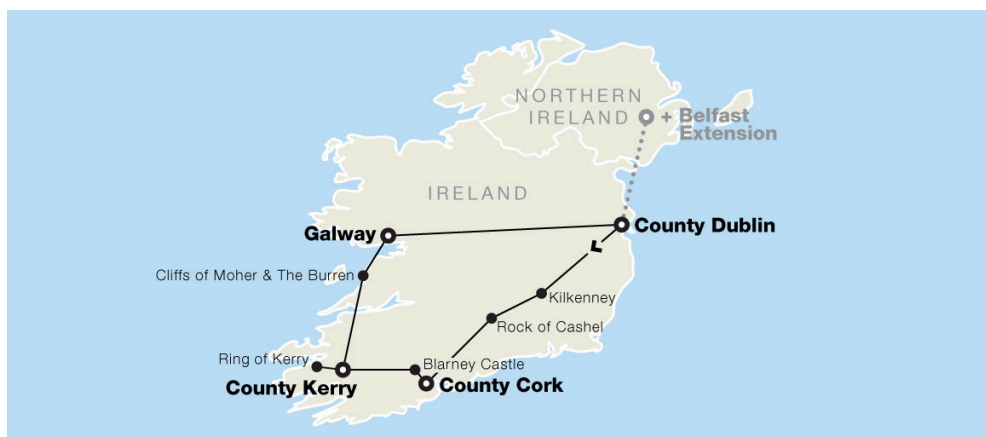 NORTHERN
IRELAND
+ Belfast
Extension
IRELAND
County Dublin
Galway
Cliffs of Moher & The Burren
Kilkenney
Rock of Cashel
Ring of Kerry
Blarney Castle
County Kerry
County Cork